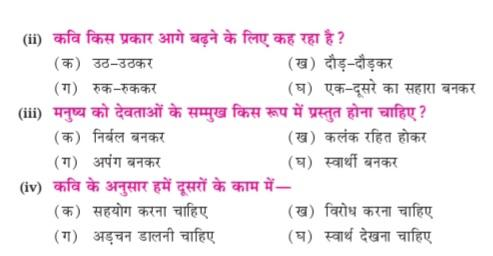 (ii) कवि किस प्रकार आगे बढ़ने के लिए कह रहा है?
(क) उठ-उठकर (ख) दौड़-दौड़कर
(ग) रुक-रुककर (घ) एक-दूसरे का सहारा बनकर
(iii) मनुष्य को देवताओं के सम्मुख किस रूप में प्रस्तुत होना चाहिए?
(क) निर्बल बनकर (ख) कलंक रहित होकर
(ग) अपंग बनकर (घ) स्वार्थी बनकर
(iv) कवि के अनुसार हमें दूसरों के काम में—
(क) सहयोग करना चाहिए (ख) विरोध करना चाहिए
(ग) अड़चन डालनी चाहिए (घ) स्वार्थ देखना चाहिए